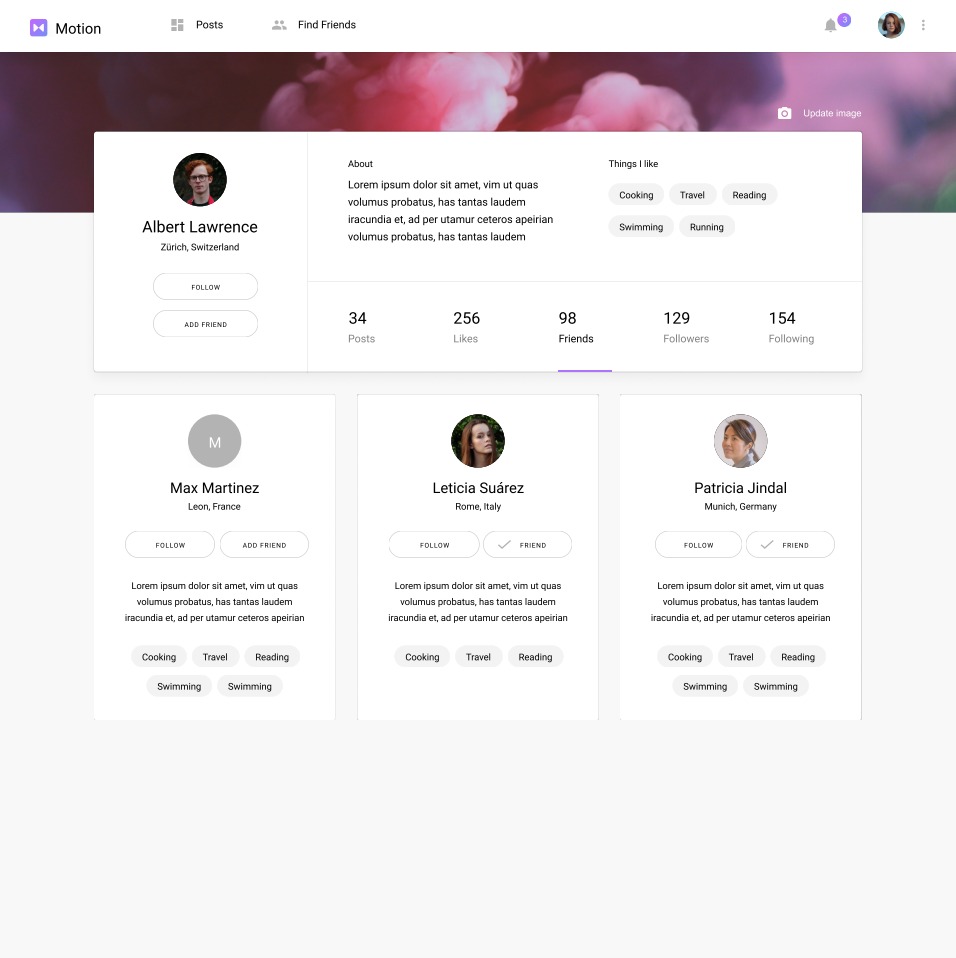 Motion
Posts
Find Friends
3
Update image
Albert Lawrence
Zürich, Switzerland
FOLLOW
ADD FRIEND
About
Lorem ipsum dolor sit amet, vim ut quas
volumus probatus, has tantas laudem
iracundia et, ad per utamur ceteros apeirian
volumus probatus, has tantas laudem
Things I like
Cooking Travel Reading
Swimming Running
34 256 98 129 154
Posts Likes Friends Followers Following
M
Max Martinez
Leon, France
FOLLOW ADD FRIEND
Lorem ipsum dolor sit amet, vim ut quas
volumus probatus, has tantas laudem
iracundia et, ad per utamur ceteros apeirian
Cooking Travel Reading
Swimming Swimming
Leticia Suárez
Rome, Italy
FOLLOW FRIEND
Lorem ipsum dolor sit amet, vim ut quas
volumus probatus, has tantas laudem
iracundia et, ad per utamur ceteros apeirian
Cooking Travel Reading
Patricia Jindal
Munich, Germany
FOLLOW FRIEND
Lorem ipsum dolor sit amet, vim ut quas
volumus probatus, has tantas laudem
iracundia et, ad per utamur ceteros apeirian
Cooking Travel Reading
Swimming Swimming